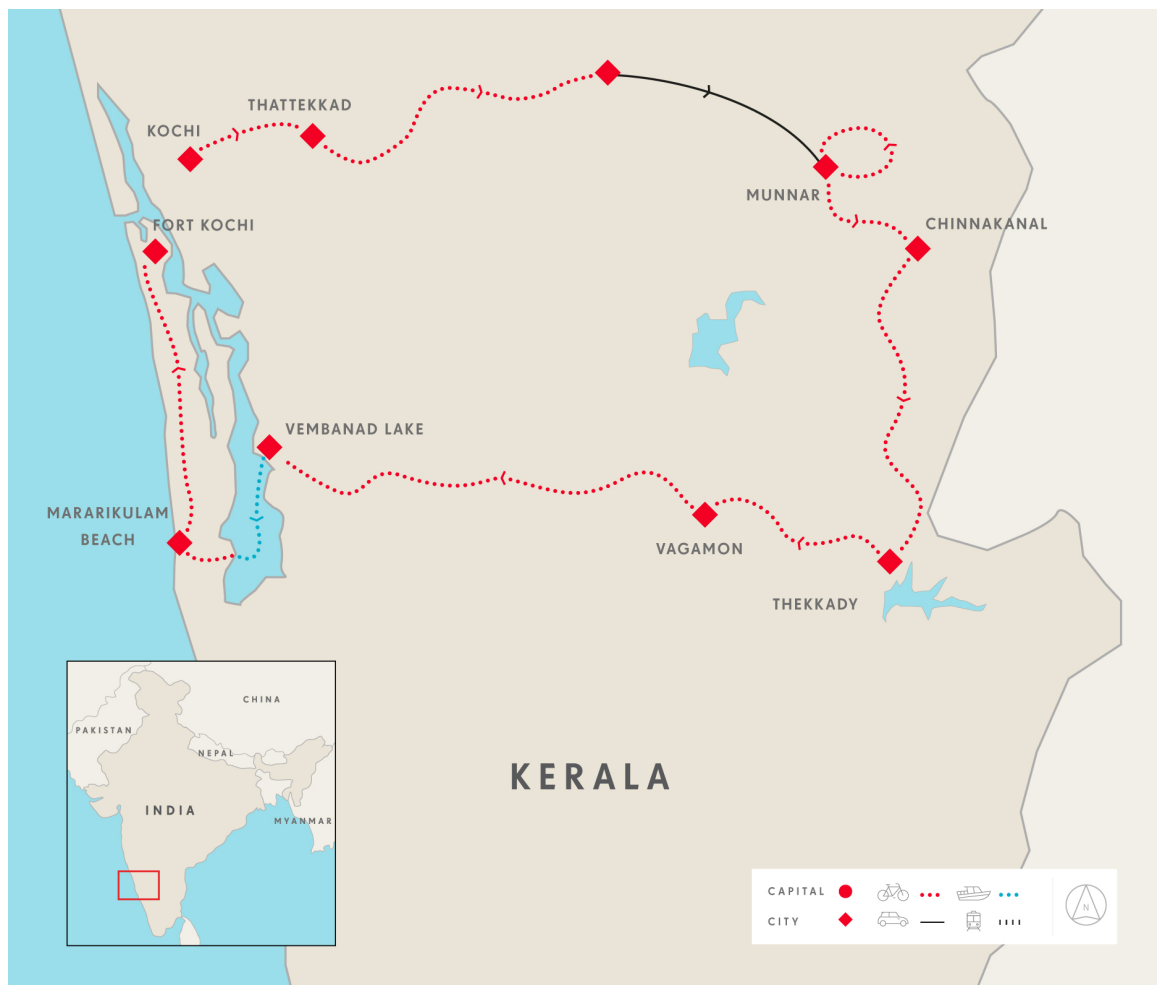 THATTEKKAD
KOCHI
MUNNAR
CHINNAKANAL
FORT KOCHI
VEMBANAD LAKE
MARARIKULAM
BEACH
VAGAMON
THEKKADY
KERALA
CHINA
PAKISTAN
NEPAL
INDIA
MYANMAR
CAPITAL
CITY
N